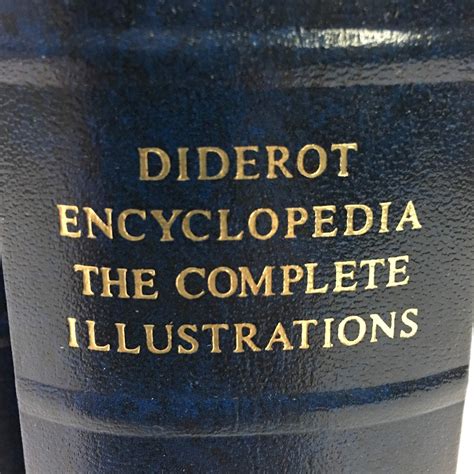 DIDEROT
ENCYCLOPEDIA
THE COMPLETE
ILLUSTRATIONS